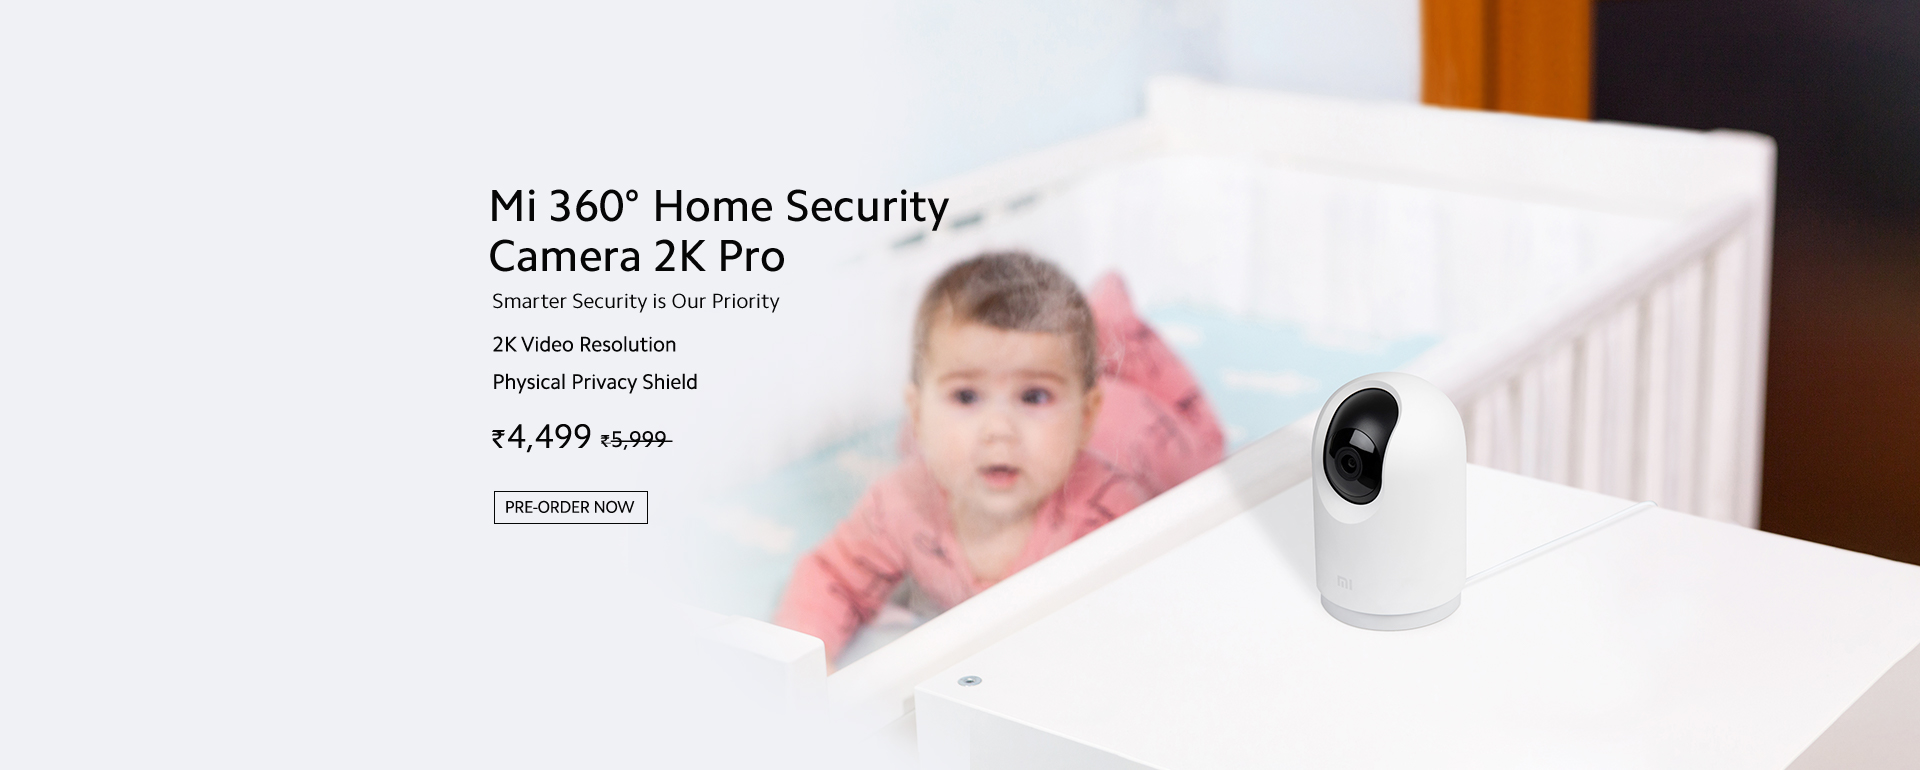 Mi 360° Home Security
Camera 2K Pro
Smarter Security is Our Priority
2K Video Resolution
Physical Privacy Shield
₹4,499 ₹5,999
PRE-ORDER NOW
mi